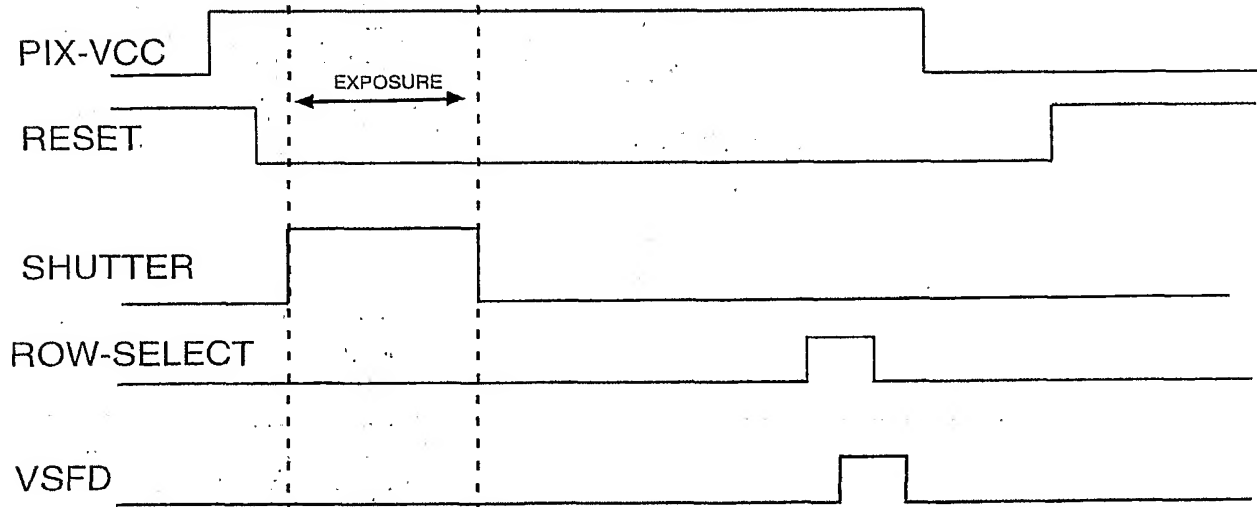 PIX-VCC
EXPOSURE
RESET
SHUTTER
ROW-SELECT
VSFD